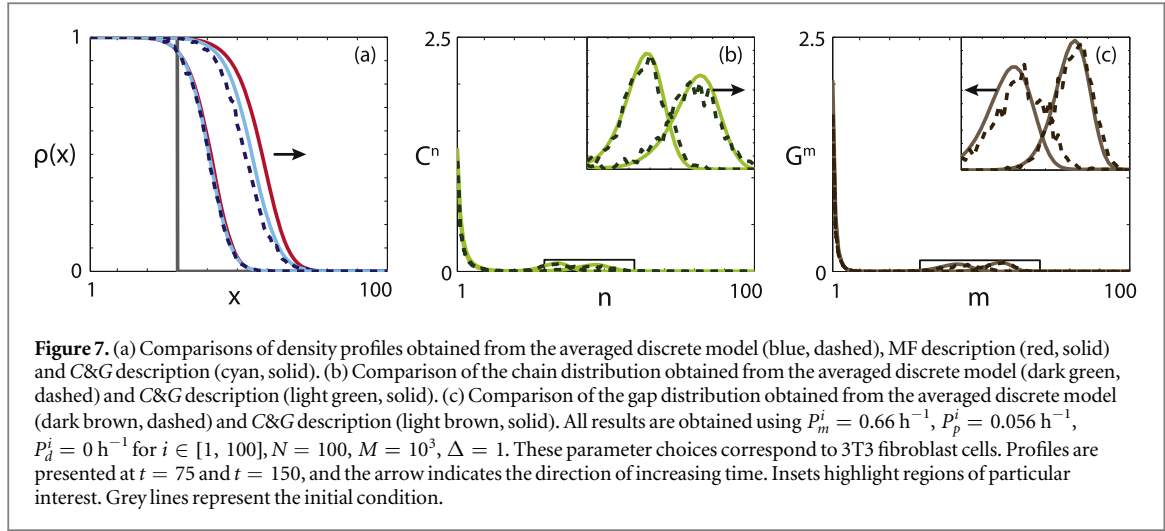 1
(a)
ρ(x)
0
1
x
100
2.5
(b)
Cⁿ
0
1
n
100
2.5
(c)
Gᵐ
0
1
m
100
Figure 7. (a) Comparisons of density profiles obtained from the averaged discrete model (blue, dashed), MF description (red, solid)
and C&G description (cyan, solid). (b) Comparison of the chain distribution obtained from the averaged discrete model (dark green,
dashed) and C&G description (light green, solid). (c) Comparison of the gap distribution obtained from the averaged discrete model
(dark brown, dashed) and C&G description (light brown, solid). All results are obtained using Pⁱₘ = 0.66 h⁻¹, Pⁱₚ = 0.056 h⁻¹,
Pⁱ_d = 0 h⁻¹ for i ∈ [1, 100], N = 100, M = 10³, Δ = 1. These parameter choices correspond to 3T3 fibroblast cells. Profiles are
presented at t = 75 and t = 150, and the arrow indicates the direction of increasing time. Insets highlight regions of particular
interest. Grey lines represent the initial condition.